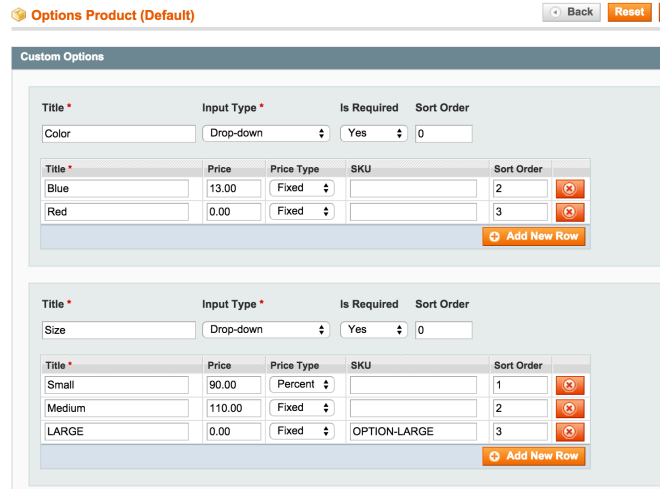 Options Product (Default) Back Reset
Custom Options
Title * Input Type * Is Required Sort Order
Color Drop-down Yes 0
Title * Price Price Type SKU Sort Order
Blue 13.00 Fixed 2
Red 0.00 Fixed 3
Add New Row
Title * Input Type * Is Required Sort Order
Size Drop-down Yes 0
Title * Price Price Type SKU Sort Order
Small 90.00 Percent 1
Medium 110.00 Fixed 2
LARGE 0.00 Fixed OPTION-LARGE 3
Add New Row